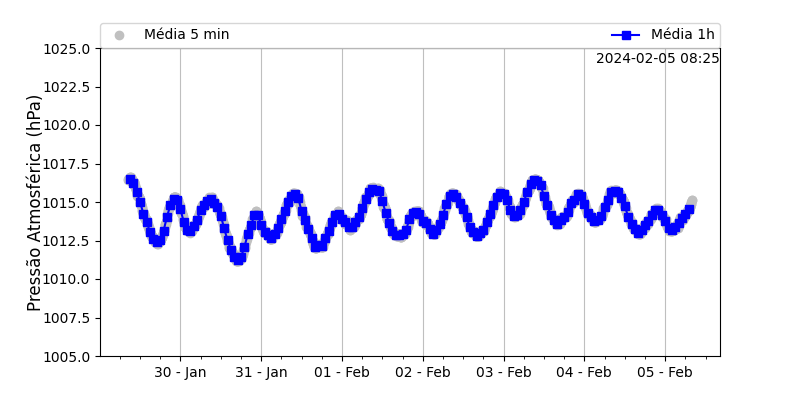 Média 5 min
Média 1h
2024-02-05 08:25
Pressão Atmosférica (hPa)
1025.0
1022.5
1020.0
1017.5
1015.0
1012.5
1010.0
1007.5
1005.0
30 - Jan
31 - Jan
01 - Feb
02 - Feb
03 - Feb
04 - Feb
05 - Feb